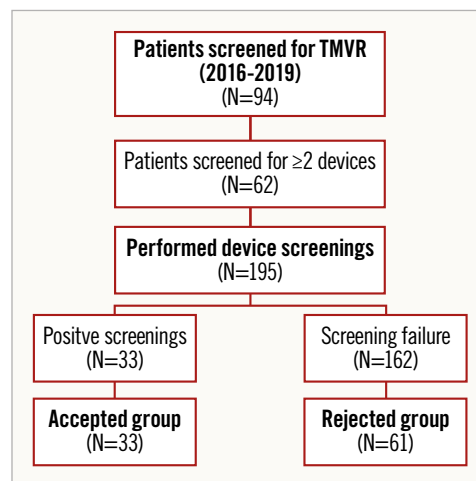 Patients screened for TMVR
(2016-2019)
(N=94)
Patients screened for ≥2 devices
(N=62)
Performed device screenings
(N=195)
Positve screenings
(N=33)
Screening failure
(N=162)
Accepted group
(N=33)
Rejected group
(N=61)